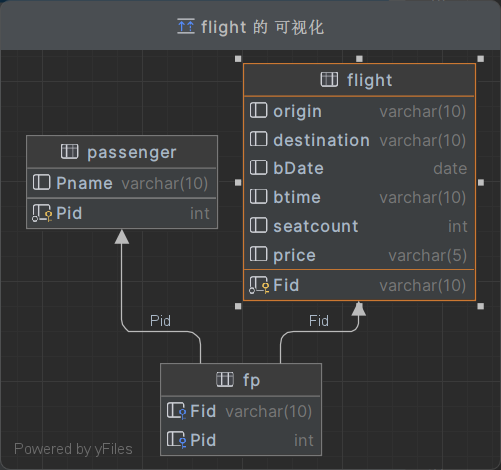 flight 的 可视化
flight
origin varchar(10)
destination varchar(10)
bDate date
btime varchar(10)
seatcount int
price varchar(5)
Fid varchar(10)
passenger
Pname varchar(10)
Pid int
Pid
Fid
fp
Fid varchar(10)
Pid int
Powered by yFiles